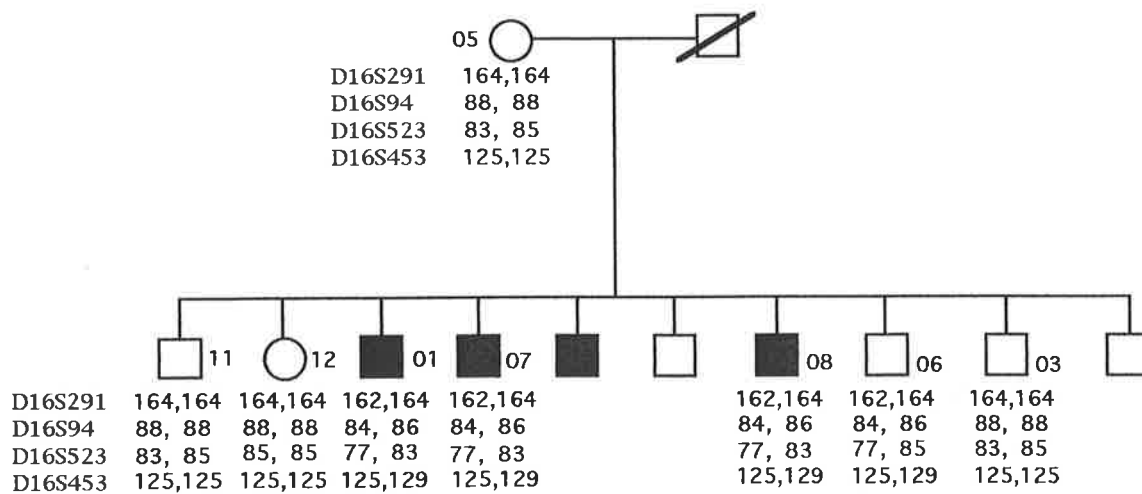 05
D16S291 164,164
D16S94 88, 88
D16S523 83, 85
D16S453 125,125
11 12 01 07 08 06 03
D16S291 164,164 164,164 162,164 162,164 162,164 162,164 164,164
D16S94 88, 88 88, 88 84, 86 84, 86 84, 86 84, 86 88, 88
D16S523 83, 85 85, 85 77, 83 77, 83 77, 83 77, 85 83, 85
D16S453 125,125 125,125 125,129 125,129 125,129 125,129 125,125